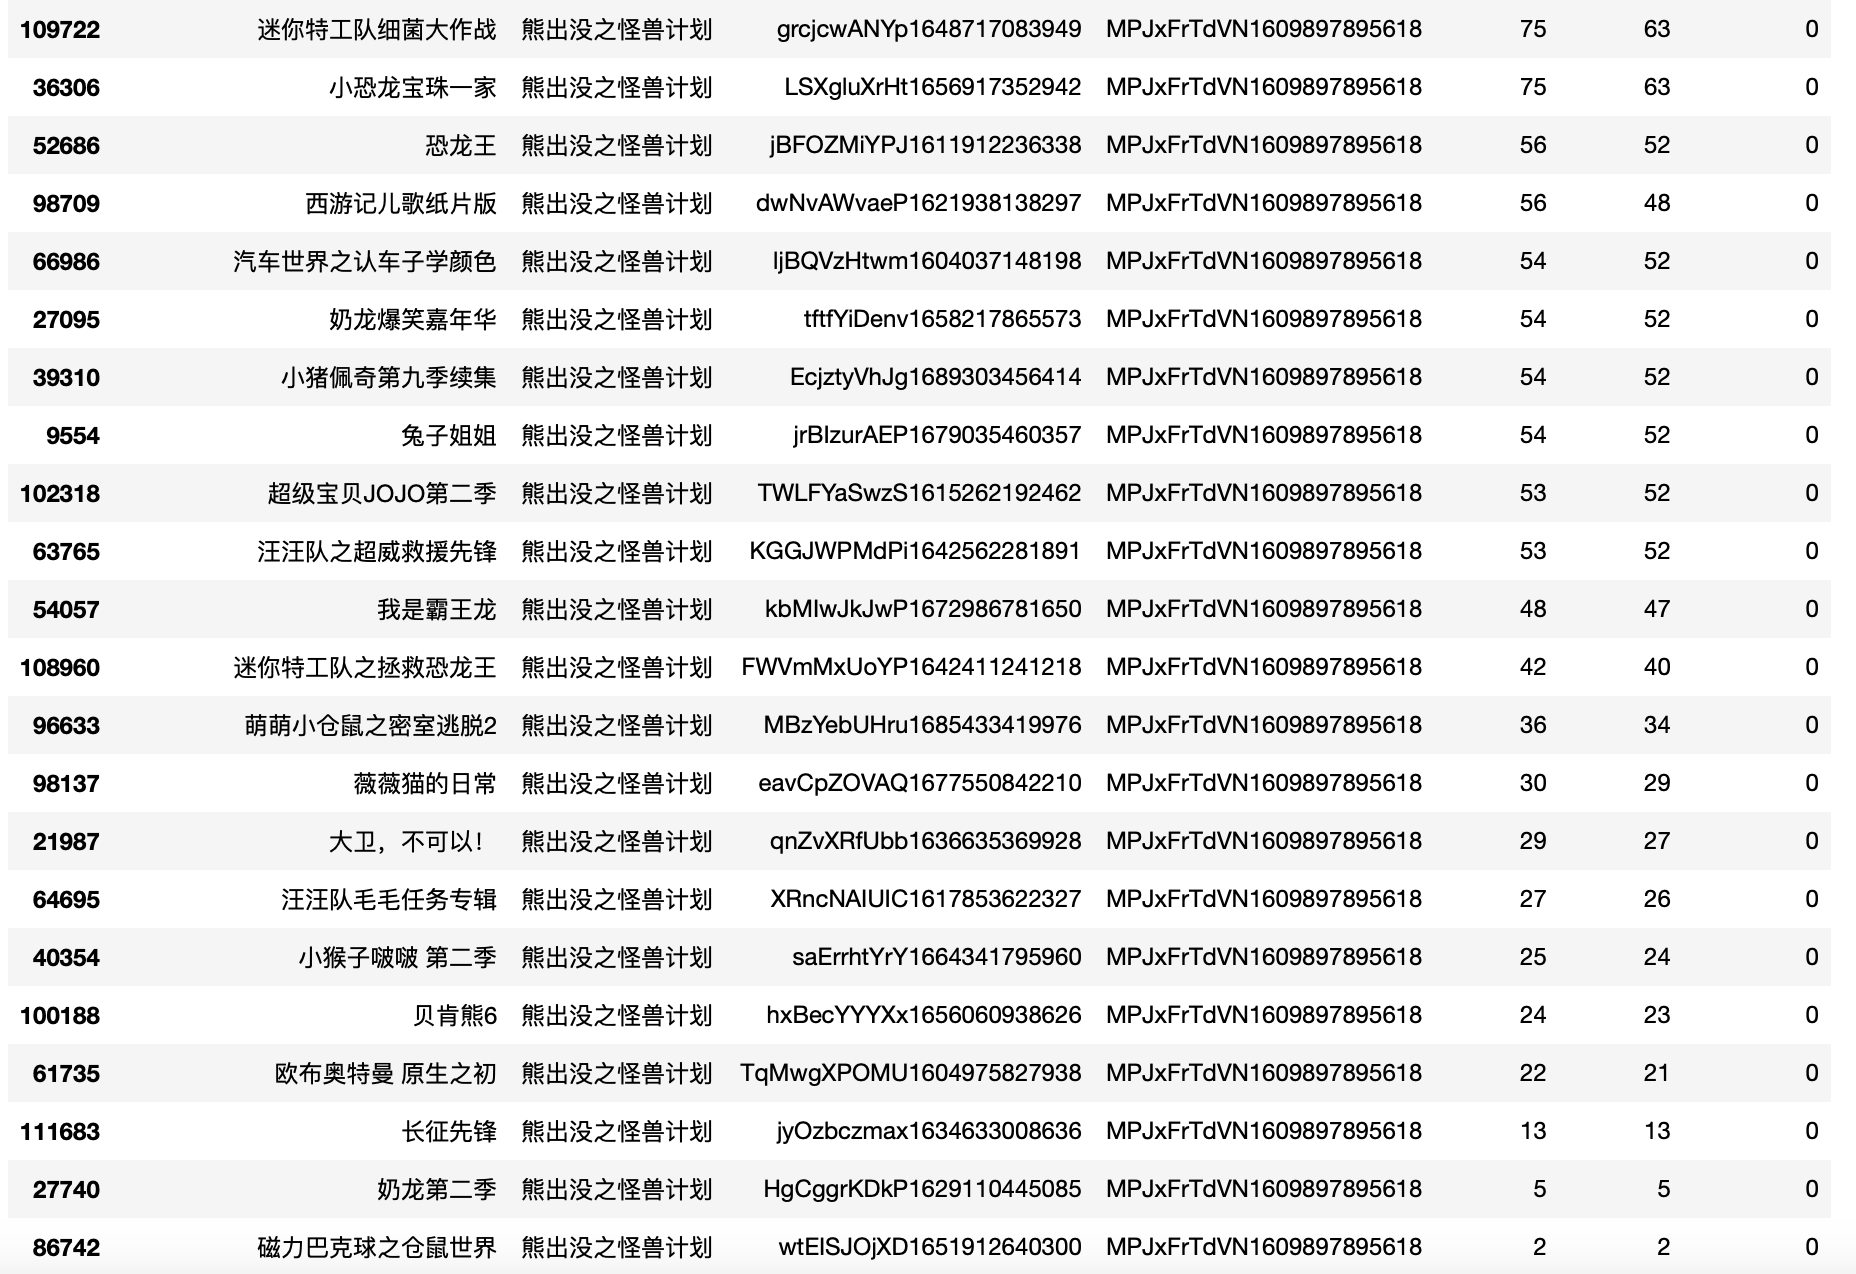 109722 迷你特工队细菌大作战 熊出没之怪兽计划 grcjcwANYp1648717083949 MPJxFrTdVN1609897895618 75 63 0
36306 小恐龙宝珠一家 熊出没之怪兽计划 LSXgluXrHt1656917352942 MPJxFrTdVN1609897895618 75 63 0
52686 恐龙王 熊出没之怪兽计划 jBFOZMiYPJ1611912236338 MPJxFrTdVN1609897895618 56 52 0
98709 西游记儿歌纸片版 熊出没之怪兽计划 dwNvAWvaeP1621938138297 MPJxFrTdVN1609897895618 56 48 0
66986 汽车世界之认车子学颜色 熊出没之怪兽计划 ljBQVzHtwm1604037148198 MPJxFrTdVN1609897895618 54 52 0
27095 奶龙爆笑嘉年华 熊出没之怪兽计划 tftfYiDenv1658217865573 MPJxFrTdVN1609897895618 54 52 0
39310 小猪佩奇第九季续集 熊出没之怪兽计划 EcjztyVhJg1689303456414 MPJxFrTdVN1609897895618 54 52 0
9554 兔子姐姐 熊出没之怪兽计划 jrBIzurAEP1679035460357 MPJxFrTdVN1609897895618 54 52 0
102318 超级宝贝JOJO第二季 熊出没之怪兽计划 TWLFYaSwzS1615262192462 MPJxFrTdVN1609897895618 53 52 0
63765 汪汪队之超威救援先锋 熊出没之怪兽计划 KGGJWPMdPi1642562281891 MPJxFrTdVN1609897895618 53 52 0
54057 我是霸王龙 熊出没之怪兽计划 kbMIwJkJwP1672986781650 MPJxFrTdVN1609897895618 48 47 0
108960 迷你特工队之拯救恐龙王 熊出没之怪兽计划 FWVmMxUoYP1642411241218 MPJxFrTdVN1609897895618 42 40 0
96633 萌萌小仓鼠之密室逃脱2 熊出没之怪兽计划 MBzYebUHru1685433419976 MPJxFrTdVN1609897895618 36 34 0
98137 薇薇猫的日常 熊出没之怪兽计划 eavCpZOVAQ1677550842210 MPJxFrTdVN1609897895618 30 29 0
21987 大卫，不可以！ 熊出没之怪兽计划 qnZvXRfUbb1636635369928 MPJxFrTdVN1609897895618 29 27 0
64695 汪汪队毛毛任务专辑 熊出没之怪兽计划 XRncNAIUIC1617853622327 MPJxFrTdVN1609897895618 27 26 0
40354 小猴子啵啵 第二季 熊出没之怪兽计划 saErrhtYrY1664341795960 MPJxFrTdVN1609897895618 25 24 0
100188 贝肯熊6 熊出没之怪兽计划 hxBecYYYXx1656060938626 MPJxFrTdVN1609897895618 24 23 0
61735 欧布奥特曼 原生之初 熊出没之怪兽计划 TqMwgXPOMU1604975827938 MPJxFrTdVN1609897895618 22 21 0
111683 长征先锋 熊出没之怪兽计划 jyOzbczmax1634633008636 MPJxFrTdVN1609897895618 13 13 0
27740 奶龙第二季 熊出没之怪兽计划 HgCggrKDkP1629110445085 MPJxFrTdVN1609897895618 5 5 0
86742 磁力巴克球之仓鼠世界 熊出没之怪兽计划 wtEISJOjXD1651912640300 MPJxFrTdVN1609897895618 2 2 0